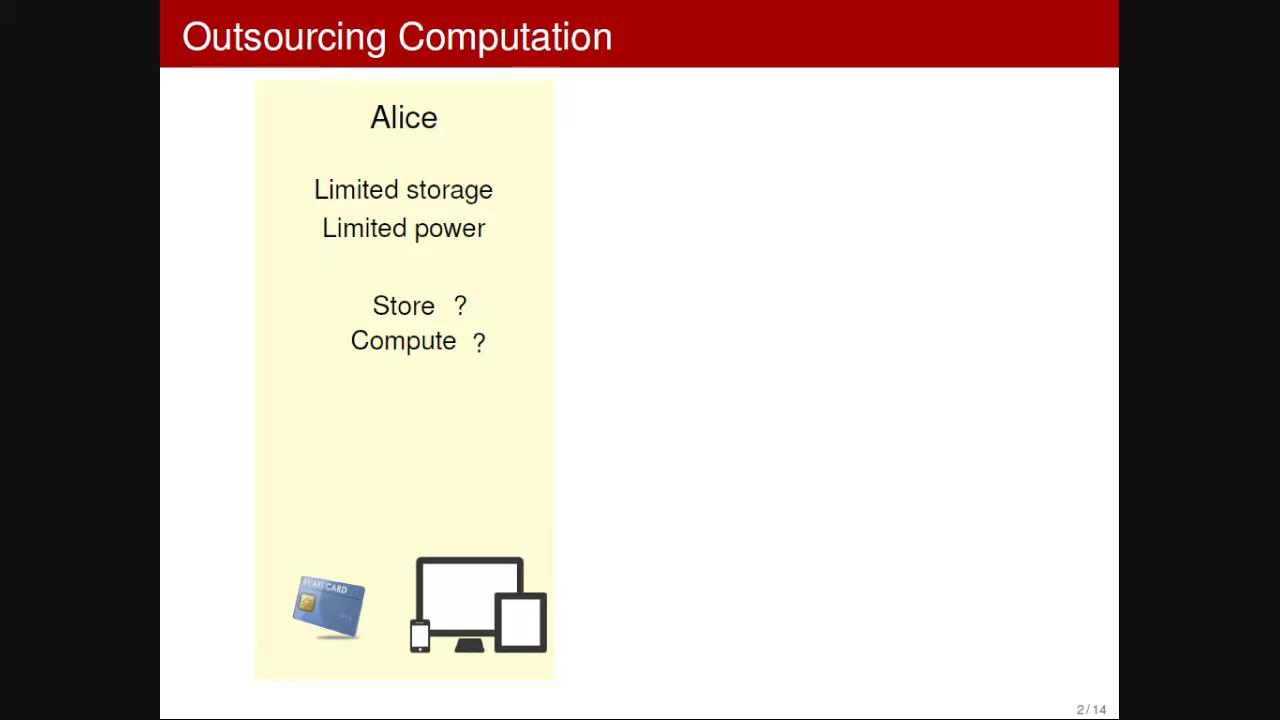 Outsourcing Computation
Alice
Limited storage
Limited power
Store ?
Compute ?
SMART CARD
2 / 14